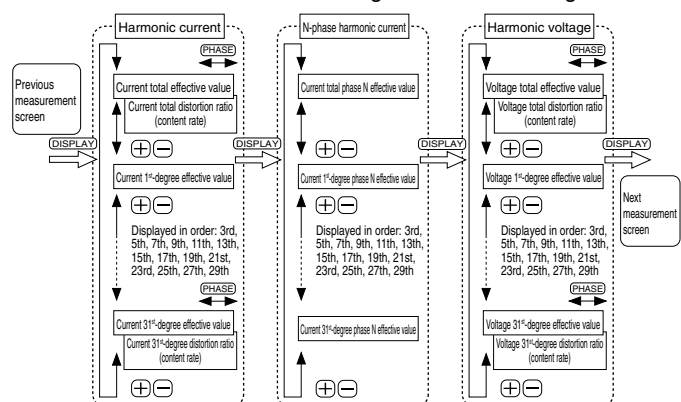 Harmonic current
PHASE
Previous
measurement
screen
DISPLAY
Current total effective value
Current total distortion ratio
(content rate)
+ −
Current 1st-degree effective value
+ −
Displayed in order: 3rd,
5th, 7th, 9th, 11th, 13th,
15th, 17th, 19th, 21st,
23rd, 25th, 27th, 29th
PHASE
Current 31st-degree effective value
Current 31st-degree distortion ratio
(content rate)
+ −
DISPLAY
N-phase harmonic current
Current total phase N effective value
+ −
Current 1st-degree phase N effective value
+ −
Displayed in order: 3rd,
5th, 7th, 9th, 11th, 13th,
15th, 17th, 19th, 21st,
23rd, 25th, 27th, 29th
Current 31st-degree phase N effective value
+ −
DISPLAY
Harmonic voltage
PHASE
Voltage total effective value
Voltage total distortion ratio
(content rate)
+ −
Voltage 1st-degree effective value
+ −
Displayed in order: 3rd,
5th, 7th, 9th, 11th, 13th,
15th, 17th, 19th, 21st,
23rd, 25th, 27th, 29th
PHASE
Voltage 31st-degree effective value
Voltage 31st-degree distortion ratio
(content rate)
+ −
DISPLAY
Next
measurement
screen